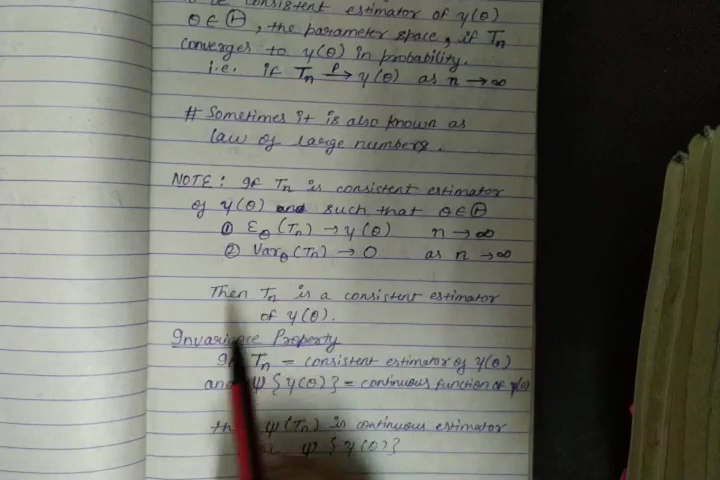 consistent estimator of γ(θ)
θ ∈ Θ, the parameter space, if Tn
converges to γ(θ) in probability.
i.e. if Tn →P γ(θ) as n → ∞
# Sometimes it is also known as
law of large numbers.
NOTE: If Tn is consistent estimator
of γ(θ) and such that θ∈Θ
① Eθ(Tn) → γ(θ) n → ∞
② Varθ(Tn) → 0 as n → ∞
Then Tn is a consistent estimator
of γ(θ).
Invariance Property
Tn = consistent estimator of γ(θ)
and ψ{γ(θ)} = continuous function of γ(θ)
ψ(Tn) is continuous estimator
ψ{γ(θ)}